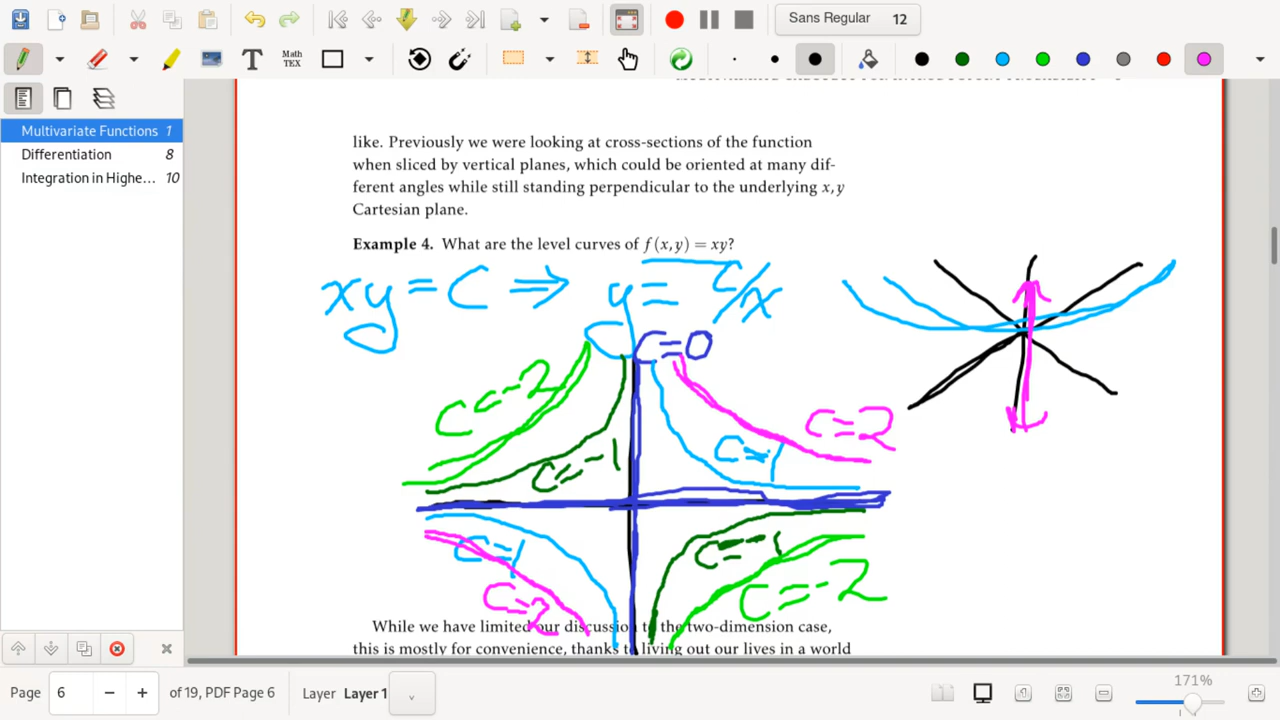 Sans Regular 12
T Math TEX
Multivariate Functions 1
Differentiation 8
Integration in Highe... 10
like. Previously we were looking at cross-sections of the function
when sliced by vertical planes, which could be oriented at many dif-
ferent angles while still standing perpendicular to the underlying x, y
Cartesian plane.
Example 4. What are the level curves of f(x, y) = xy?
xy = C ⇒ y = C/x
C=0
C=-2
C=2
C=1
C=-1
C=1
C=-1
C=2
C=-2
While we have limited our discussion to the two-dimension case,
this is mostly for convenience, thanks to living out our lives in a world
Page 6 of 19, PDF Page 6 Layer Layer 1 171%